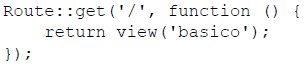 Route::get('/', function () {
    return view('basico');
});